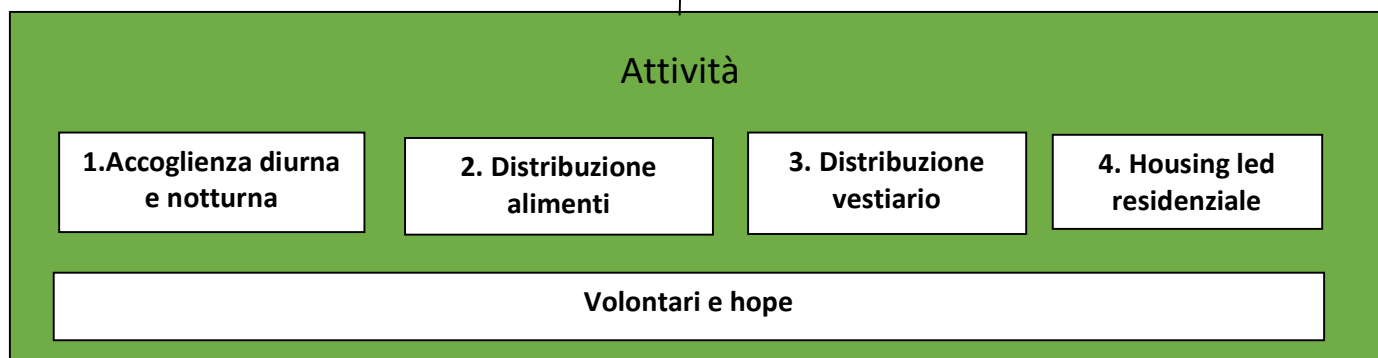 Attività
1.Accoglienza diurna
e notturna
2. Distribuzione
alimenti
3. Distribuzione
vestiario
4. Housing led
residenziale
Volontari e hope